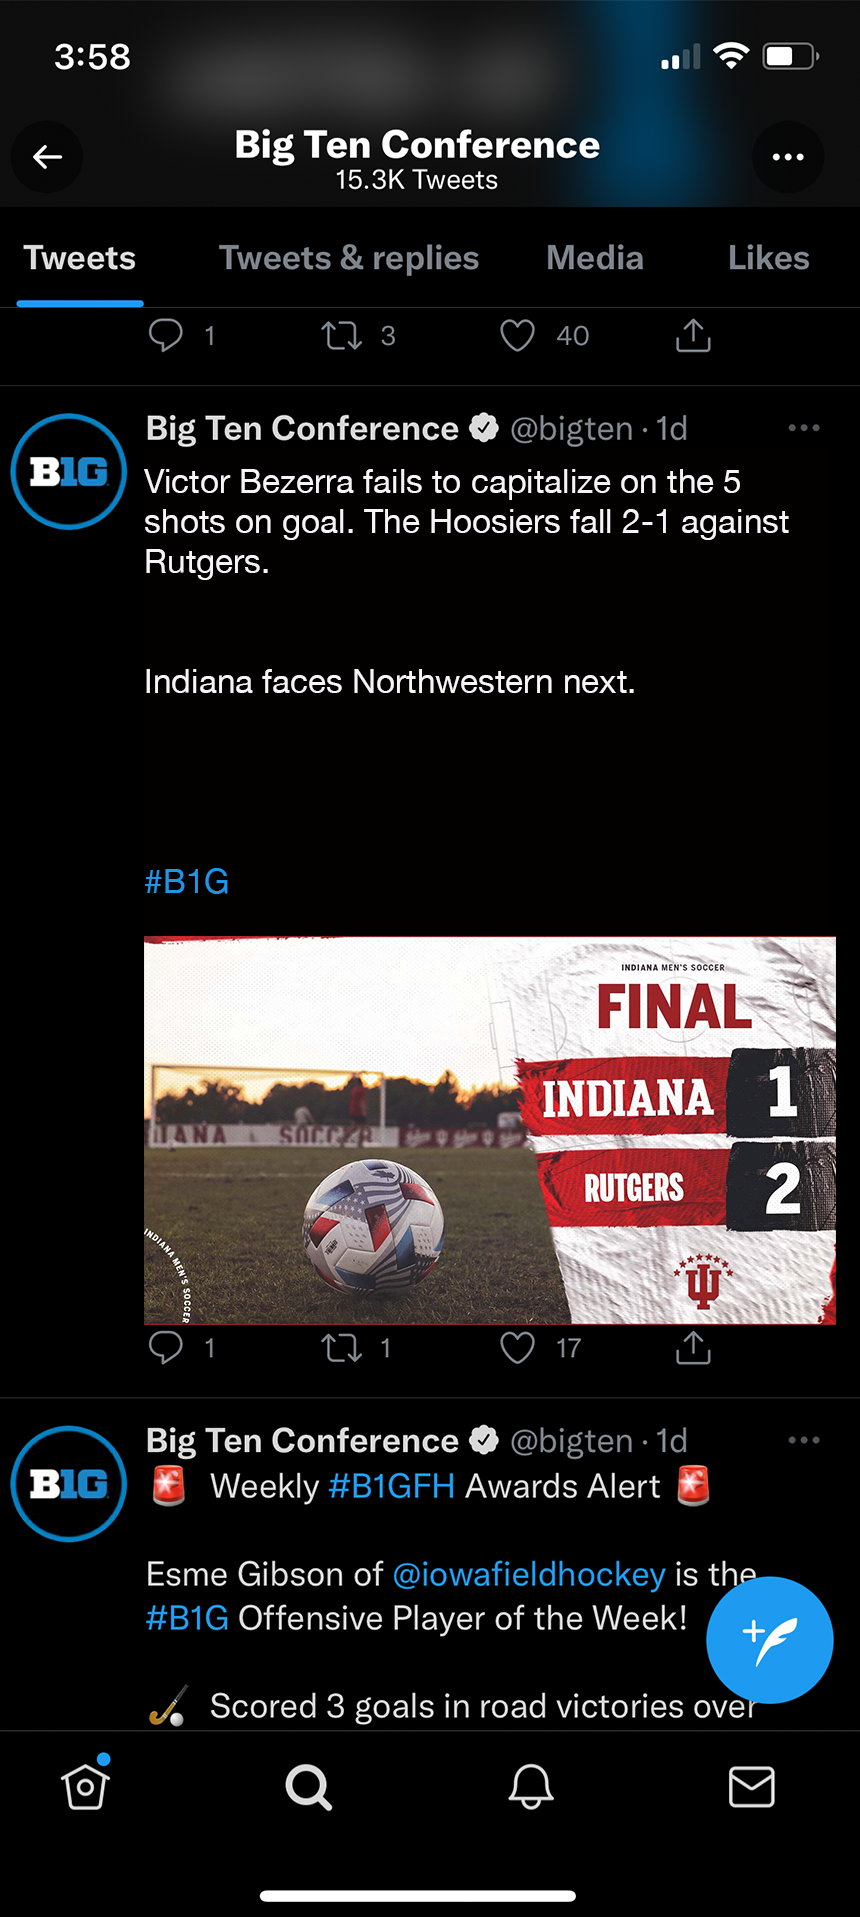 3:58
Big Ten Conference
15.3K Tweets
Tweets Tweets & replies Media Likes
1 3 40
Big Ten Conference @bigten · 1d
B1G
Victor Bezerra fails to capitalize on the 5
shots on goal. The Hoosiers fall 2-1 against
Rutgers.
Indiana faces Northwestern next.
#B1G
INDIANA MEN'S SOCCER
FINAL
INDIANA 1
RUTGERS 2
IANA SOCCER
INDIANA MEN'S SOCCER
1 1 17
Big Ten Conference @bigten · 1d
B1G
Weekly #B1GFH Awards Alert
Esme Gibson of @iowafieldhockey is the
#B1G Offensive Player of the Week!
Scored 3 goals in road victories over